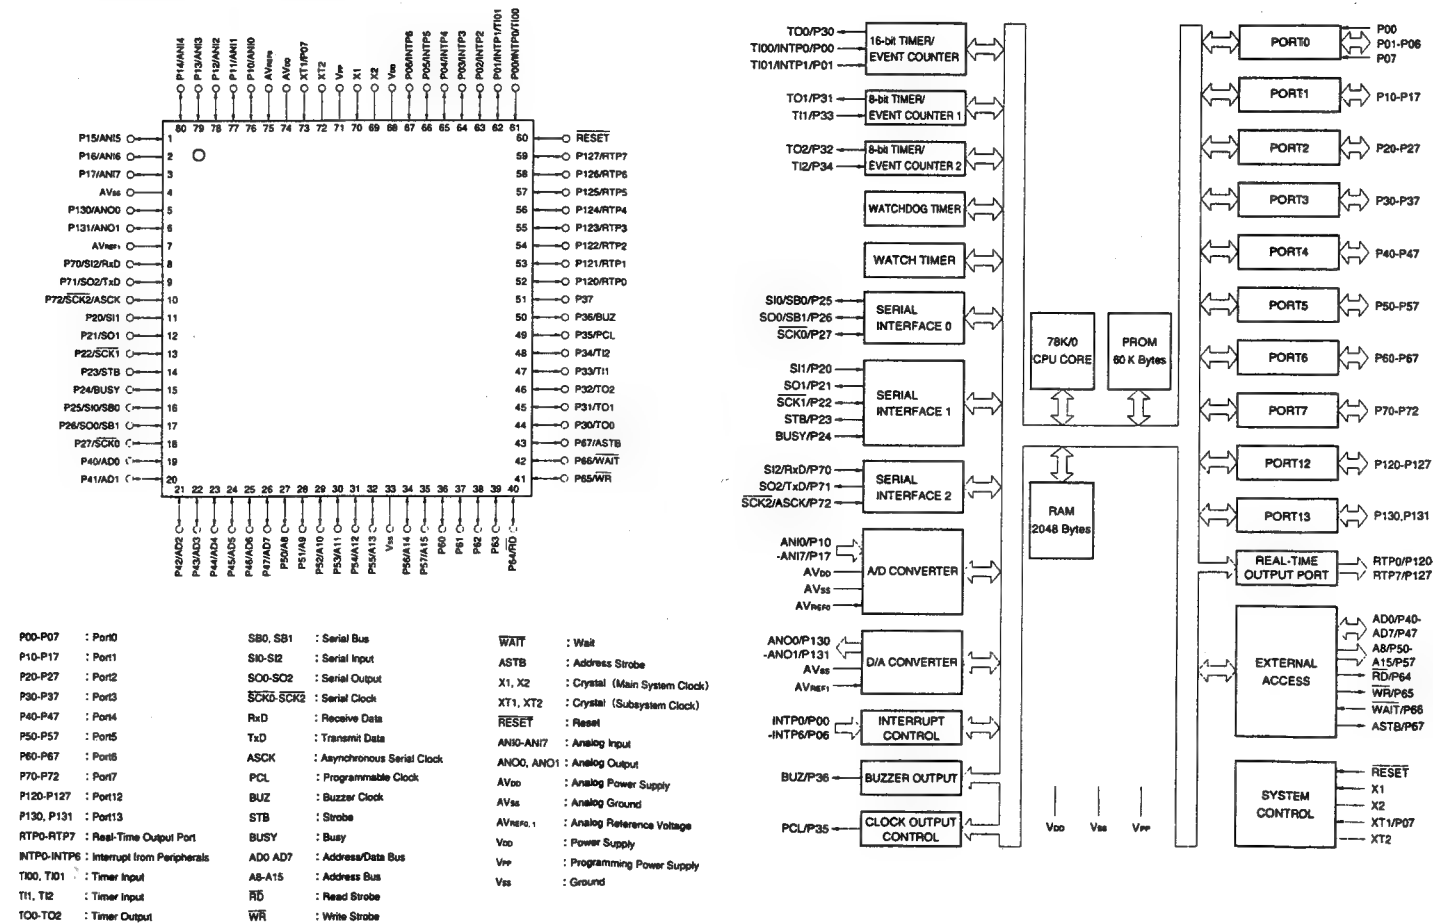 P14/ANI4
P13/ANI3
P12/ANI2
P11/ANI1
P10/ANI0
AVREF0
AVDD
XT1/P07
XT2
VPP
X1
X2
VDD
P06/INTP6
P05/INTP5
P04/INTP4
P03/INTP3
P02/INTP2
P01/INTP1/TI01
P00/INTP0/TI00
80 79 78 77 76 75 74 73 72 71 70 69 68 67 66 65 64 63 62 61
P15/ANI5 1
P16/ANI6 2
P17/ANI7 3
AVSS 4
P130/ANO0 5
P131/ANO1 6
AVREF1 7
P70/SI2/RxD 8
P71/SO2/TxD 9
P72/SCK2/ASCK 10
P20/SI1 11
P21/SO1 12
P22/SCK1 13
P23/STB 14
P24/BUSY 15
P25/SI0/SB0 16
P26/SO0/SB1 17
P27/SCK0 18
P40/AD0 19
P41/AD1 20
60 RESET
59 P127/RTP7
58 P126/RTP6
57 P125/RTP5
56 P124/RTP4
55 P123/RTP3
54 P122/RTP2
53 P121/RTP1
52 P120/RTP0
51 P37
50 P36/BUZ
49 P35/PCL
48 P34/TI2
47 P33/TI1
46 P32/TO2
45 P31/TO1
44 P30/TO0
43 P67/ASTB
42 P66/WAIT
41 P65/WR
21 22 23 24 25 26 27 28 29 30 31 32 33 34 35 36 37 38 39 40
P42/AD2
P43/AD3
P44/AD4
P45/AD5
P46/AD6
P47/AD7
P50/A8
P51/A9
P52/A10
P53/A11
P54/A12
P55/A13
VSS
P56/A14
P57/A15
P60
P61
P62
P63
P64/RD
P00-P07 : Port0
P10-P17 : Port1
P20-P27 : Port2
P30-P37 : Port3
P40-P47 : Port4
P50-P57 : Port5
P60-P67 : Port6
P70-P72 : Port7
P120-P127 : Port12
P130, P131 : Port13
RTP0-RTP7 : Real-Time Output Port
INTP0-INTP6 : Interrupt from Peripherals
TI00, TI01 : Timer Input
TI1, TI2 : Timer Input
TO0-TO2 : Timer Output
SB0, SB1 : Serial Bus
SI0-SI2 : Serial Input
SO0-SO2 : Serial Output
SCK0-SCK2 : Serial Clock
RxD : Receive Data
TxD : Transmit Data
ASCK : Asynchronous Serial Clock
PCL : Programmable Clock
BUZ : Buzzer Clock
STB : Strobe
BUSY : Busy
AD0 AD7 : Address/Data Bus
A8-A15 : Address Bus
RD : Read Strobe
WR : Write Strobe
WAIT : Wait
ASTB : Address Strobe
X1, X2 : Crystal (Main System Clock)
XT1, XT2 : Crystal (Subsystem Clock)
RESET : Reset
ANI0-ANI7 : Analog Input
ANO0, ANO1 : Analog Output
AVDD : Analog Power Supply
AVSS : Analog Ground
AVREF0, 1 : Analog Reference Voltage
VDD : Power Supply
VPP : Programming Power Supply
VSS : Ground
TO0/P30
TI00/INTP0/P00
TI01/INTP1/P01
16-bit TIMER/
EVENT COUNTER
TO1/P31
TI1/P33
8-bit TIMER/
EVENT COUNTER 1
TO2/P32
TI2/P34
8-bit TIMER/
EVENT COUNTER 2
WATCHDOG TIMER
WATCH TIMER
SI0/SB0/P25
SO0/SB1/P26
SCK0/P27
SERIAL
INTERFACE 0
SI1/P20
SO1/P21
SCK1/P22
STB/P23
BUSY/P24
SERIAL
INTERFACE 1
SI2/RxD/P70
SO2/TxD/P71
SCK2/ASCK/P72
SERIAL
INTERFACE 2
ANI0/P10
-ANI7/P17
AVDD
AVSS
AVREF0
A/D CONVERTER
ANO0/P130
-ANO1/P131
AVSS
AVREF1
D/A CONVERTER
INTP0/P00
-INTP6/P06
INTERRUPT
CONTROL
BUZ/P36
BUZZER OUTPUT
PCL/P35
CLOCK OUTPUT
CONTROL
78K/0
CPU CORE
PROM
60 K Bytes
RAM
2048 Bytes
VDD VSS VPP
PORT0
P00
P01-P06
P07
PORT1 P10-P17
PORT2 P20-P27
PORT3 P30-P37
PORT4 P40-P47
PORT5 P50-P57
PORT6 P60-P67
PORT7 P70-P72
PORT12 P120-P127
PORT13 P130,P131
REAL-TIME
OUTPUT PORT
RTP0/P120-
RTP7/P127
EXTERNAL
ACCESS
AD0/P40-
AD7/P47
A8/P50-
A15/P57
RD/P64
WR/P65
WAIT/P66
ASTB/P67
SYSTEM
CONTROL
RESET
X1
X2
XT1/P07
XT2